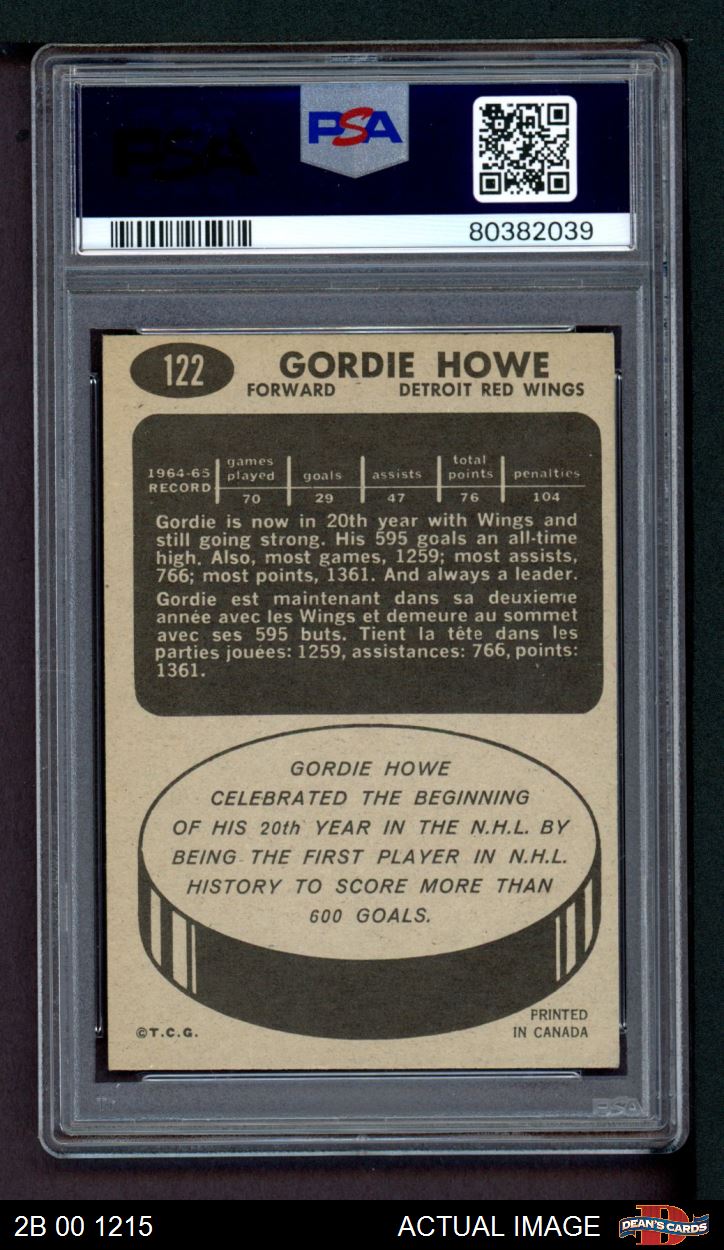 PSA
PSA
80382039
122 GORDIE HOWE
FORWARD DETROIT RED WINGS
1964-65 RECORD games played goals assists total points penalties
70 29 47 76 104
Gordie is now in 20th year with Wings and
still going strong. His 595 goals an all-time
high. Also, most games, 1259; most assists,
766; most points, 1361. And always a leader.
Gordie est maintenant dans sa deuxieme
année avec les Wings et demeure au sommet
avec ses 595 buts. Tient la tête dans les
parties jouées: 1259, assistances: 766, points:
1361.
GORDIE HOWE
CELEBRATED THE BEGINNING
OF HIS 20th YEAR IN THE N.H.L. BY
BEING THE FIRST PLAYER IN N.H.L.
HISTORY TO SCORE MORE THAN
600 GOALS.
©T.C.G.
PRINTED
IN CANADA
PSA
2B 00 1215 ACTUAL IMAGE DEAN'S CARDS